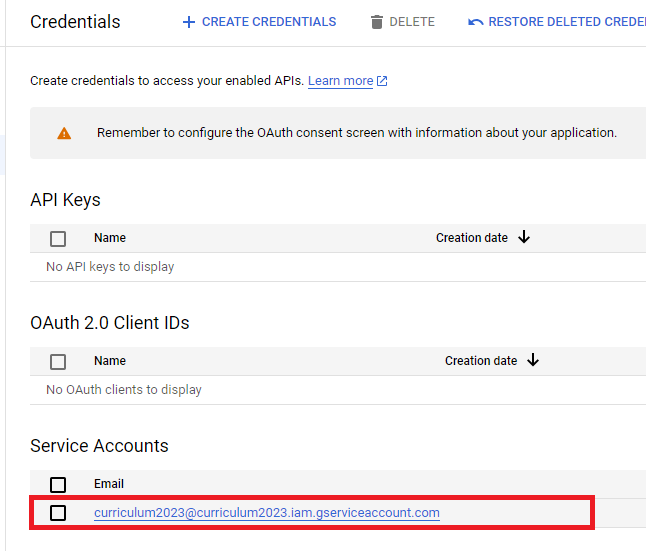 Credentials
CREATE CREDENTIALS
DELETE
RESTORE DELETED
Create credentials to access your enabled APIs. Learn more
Remember to configure the OAuth consent screen with information about your application.
API Keys
Name Creation date
No API keys to display
OAuth 2.0 Client IDs
Name Creation date
No OAuth clients to display
Service Accounts
Email
curriculum2023@curriculum2023.iam.gserviceaccount.com